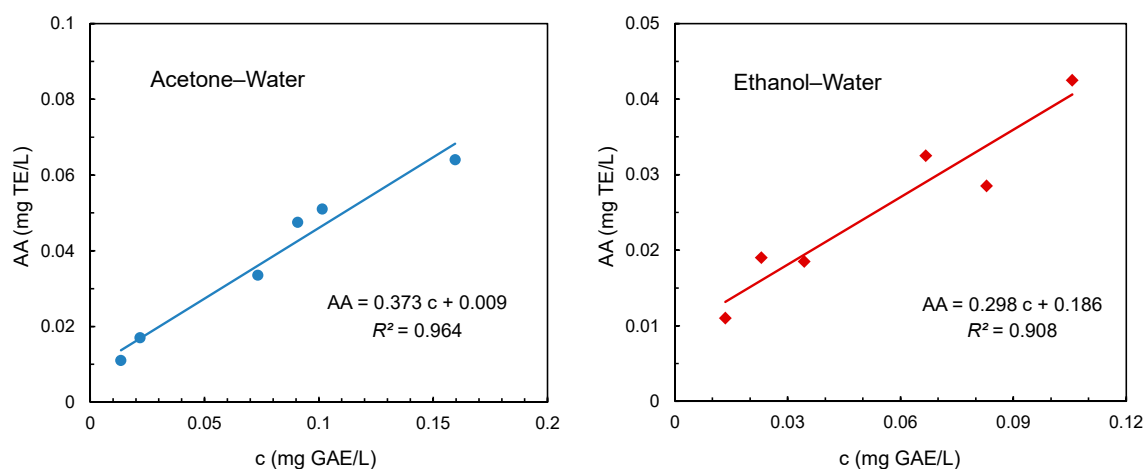 0.1
0.08
0.06
0.04
0.02
0
AA (mg TE/L)
Acetone–Water
AA = 0.373 c + 0.009
R² = 0.964
0
0.05
0.1
0.15
0.2
c (mg GAE/L)
0.05
0.04
0.03
0.02
0.01
0
AA (mg TE/L)
Ethanol–Water
AA = 0.298 c + 0.186
R² = 0.908
0
0.03
0.06
0.09
0.12
c (mg GAE/L)